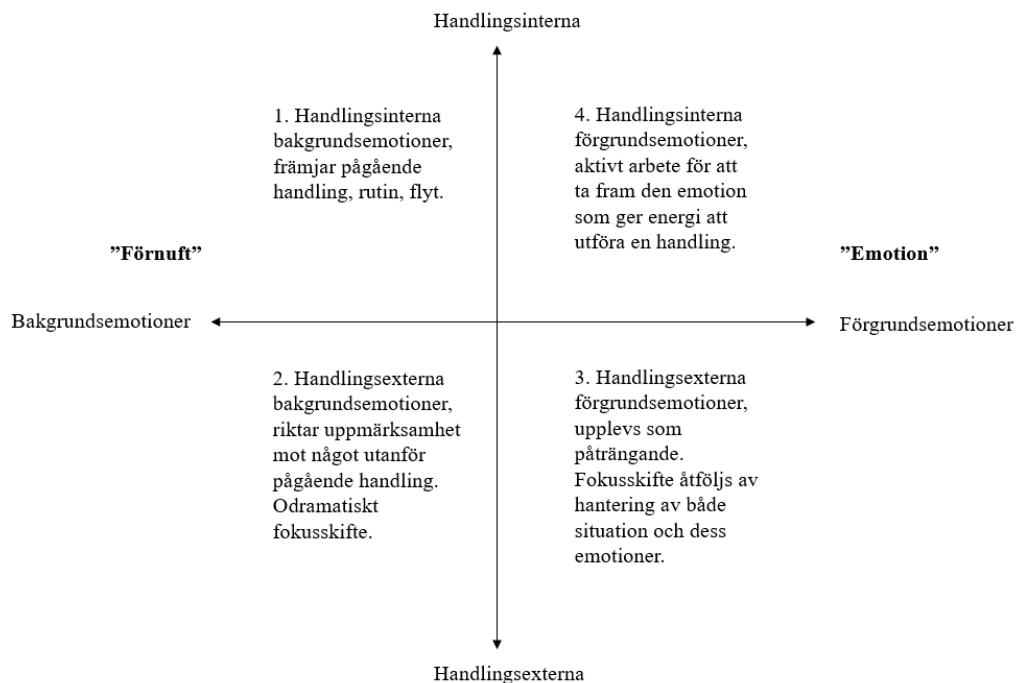 Handlingsinterna
1. Handlingsinterna
bakgrundsemotioner,
främjar pågående
handling, rutin, flyt.
4. Handlingsinterna
förgrundsemotioner,
aktivt arbete för att
ta fram den emotion
som ger energi att
utföra en handling.
”Förnuft”
”Emotion”
Bakgrundsemotioner
Förgrundsemotioner
2. Handlingsexterna
bakgrundsemotioner,
riktar uppmärksamhet
mot något utanför
pågående handling.
Odramatiskt
fokusskifte.
3. Handlingsexterna
förgrundsemotioner,
upplevs som
påträngande.
Fokusskifte åtföljs av
hantering av både
situation och dess
emotioner.
Handlingsexterna